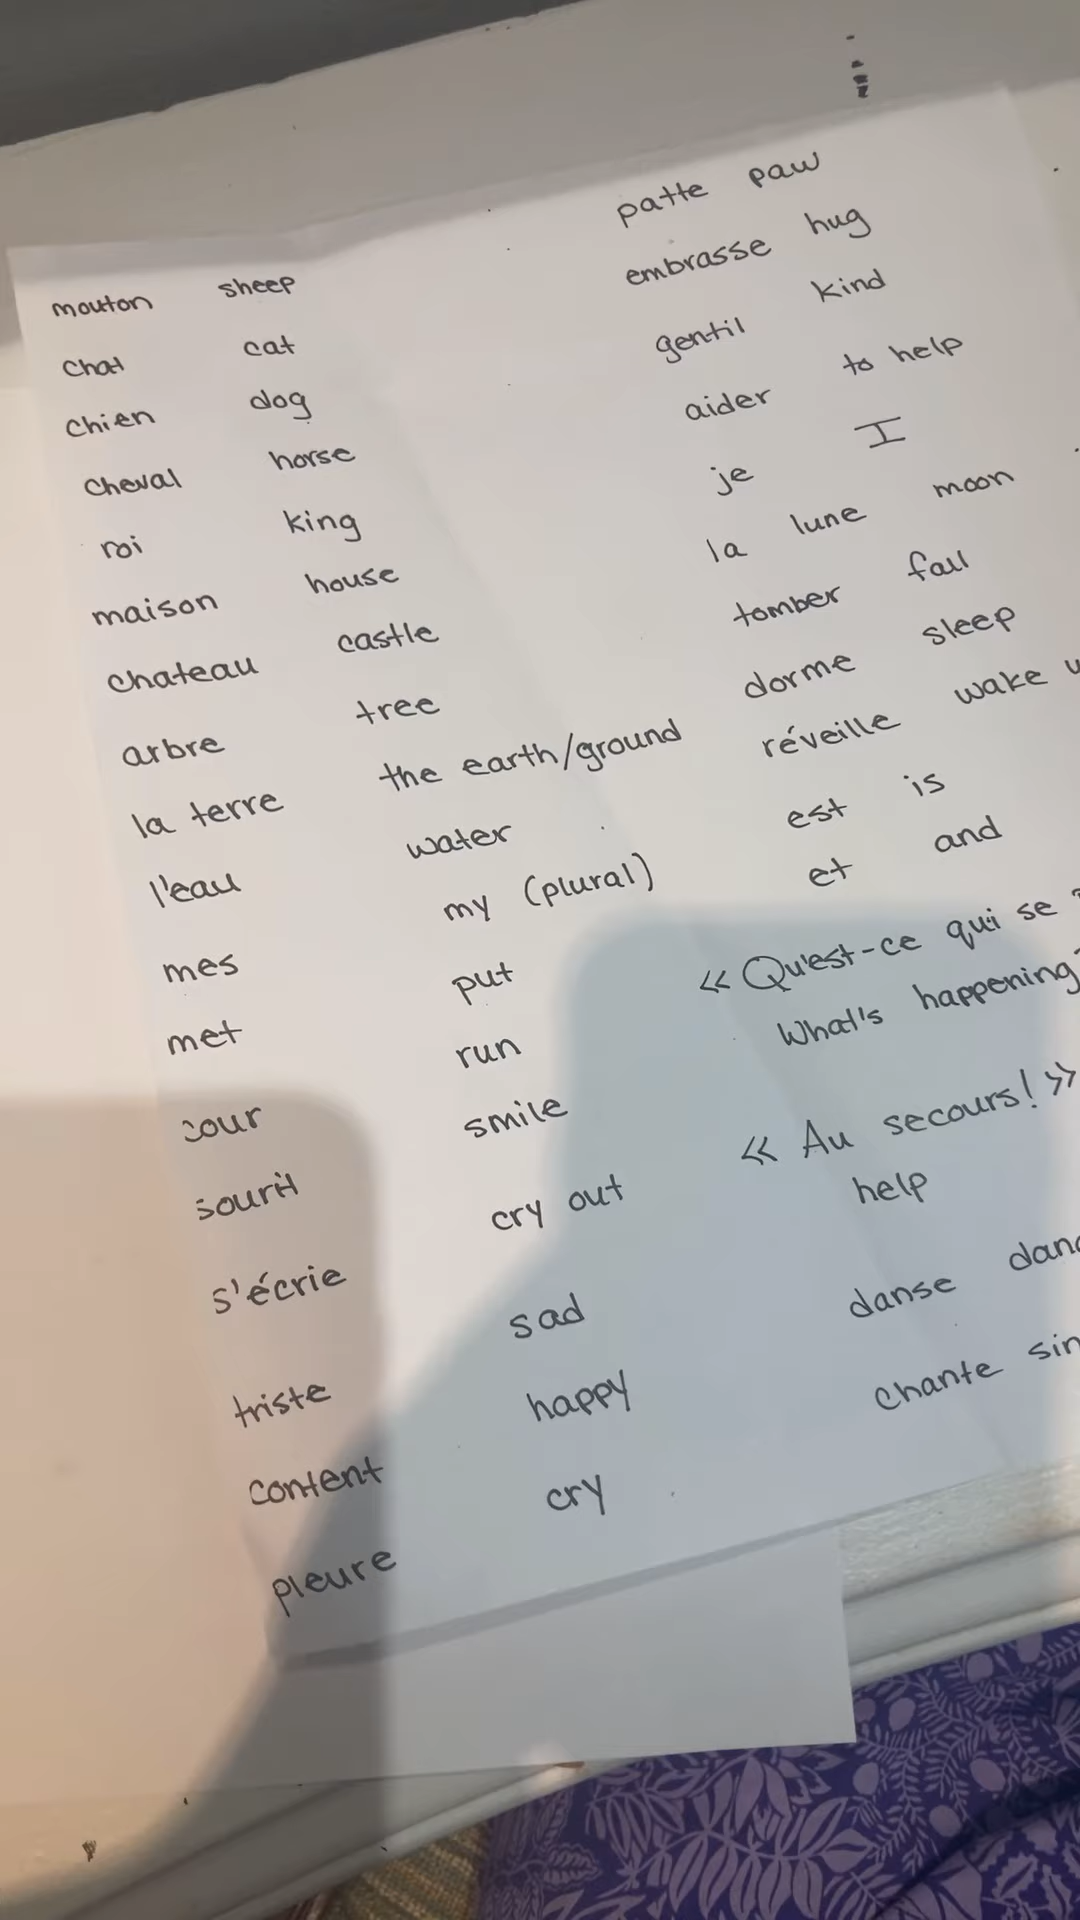 mouton sheep
chat cat
chien dog
cheval horse
roi king
maison house
chateau castle
arbre tree
la terre the earth/ground
l'eau water
mes my (plural)
met put
cour run
sourit smile
s'écrie cry out
triste sad
content happy
pleure cry
patte paw
embrasse hug
gentil kind
aider to help
je I
la lune moon
tomber fall
dorme sleep
réveille wake
est is
et and
« Qu'est-ce qui se
What's happening
« Au secours! »
help
danse
chante